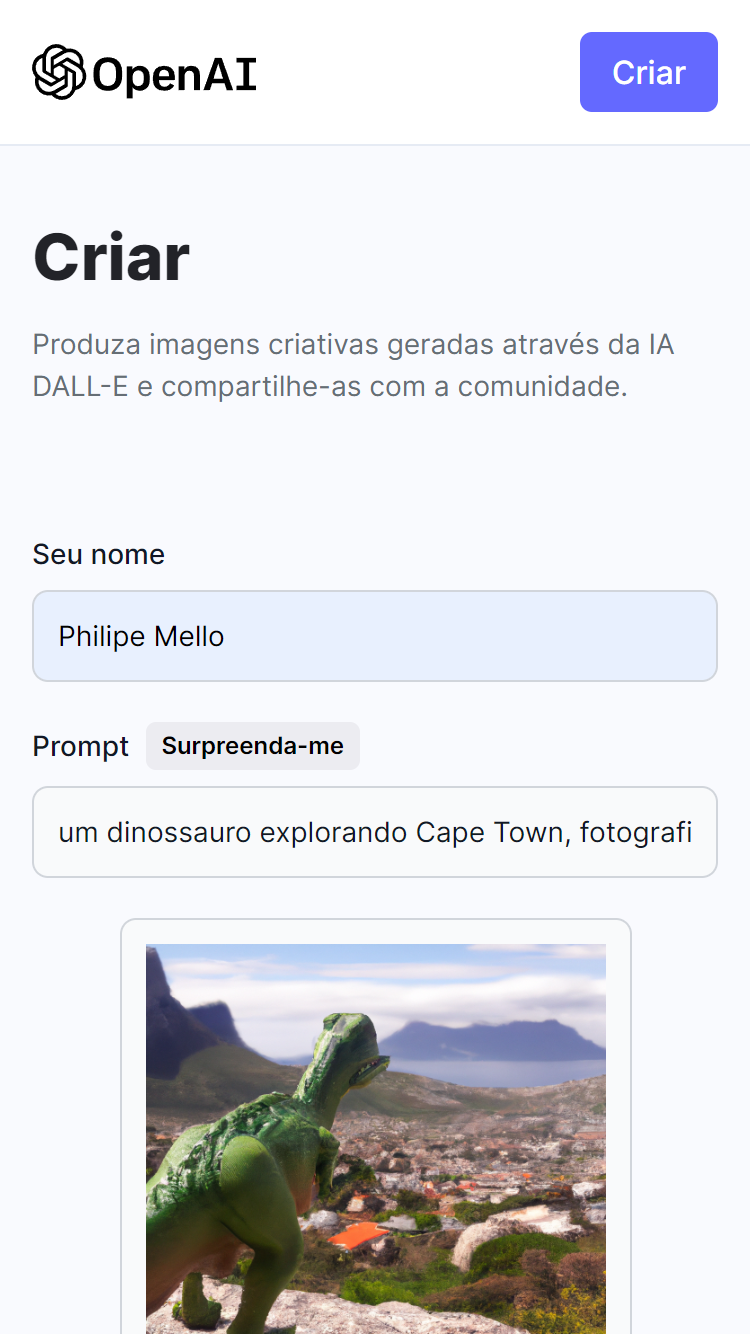 OpenAI
Criar
Criar
Produza imagens criativas geradas através da IA
DALL-E e compartilhe-as com a comunidade.
Seu nome
Philipe Mello
Prompt
Surpreenda-me
um dinossauro explorando Cape Town, fotografi